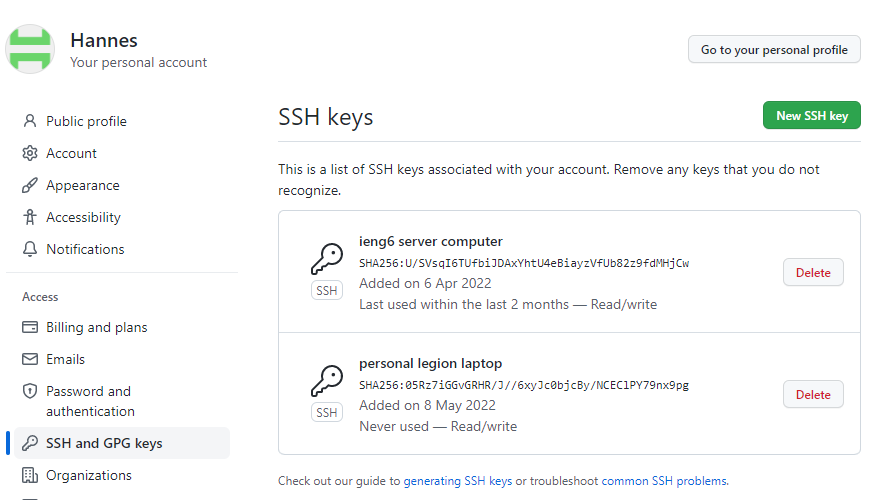 Hannes
Your personal account
Go to your personal profile
Public profile
Account
Appearance
Accessibility
Notifications
Access
Billing and plans
Emails
Password and
authentication
SSH and GPG keys
Organizations
SSH keys
New SSH key
This is a list of SSH keys associated with your account. Remove any keys that you do not
recognize.
ieng6 server computer
SHA256:U/SVsqI6TUfbiJDAxYhtU4eBiayzVfUb82z9fdMHjCw
Added on 6 Apr 2022
Last used within the last 2 months — Read/write
SSH
Delete
personal legion laptop
SHA256:05Rz7iGGvGRHR/J//6xyJc0bjcBy/NCEClPY79nx9pg
Added on 8 May 2022
Never used — Read/write
SSH
Delete
Check out our guide to generating SSH keys or troubleshoot common SSH problems.